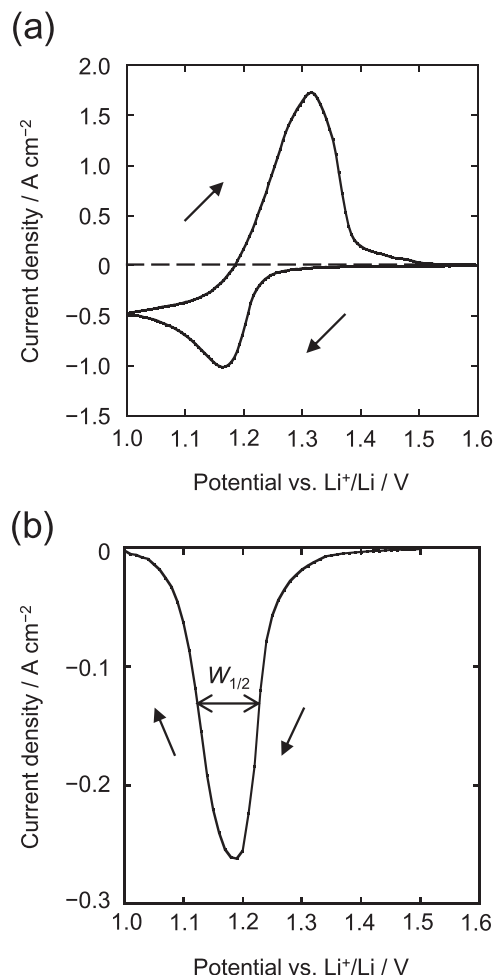 (a)
2.0
1.5
1.0
0.5
0
−0.5
−1.0
−1.5
Current density / A cm−2
1.0 1.1 1.2 1.3 1.4 1.5 1.6
Potential vs. Li+/Li / V
(b)
0
−0.1
−0.2
−0.3
Current density / A cm−2
W1/2
1.0 1.1 1.2 1.3 1.4 1.5 1.6
Potential vs. Li+/Li / V